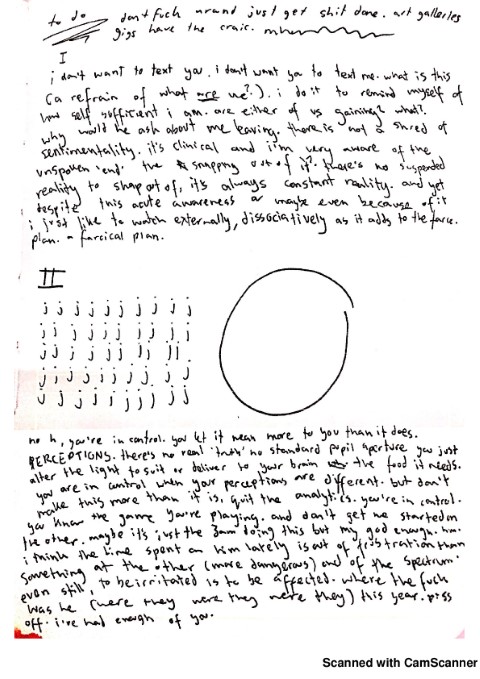 to do
don't fuck around just get shit done. art galleries
gigs have the craic.
I
i don't want to text you. i don't want you to text me. what is this
(a refrain of what are we?). i do it to remind myself of
how self sufficient i am. are either of us gaining? what?
why would he ask about me leaving. there is not a shred of
sentimentality. it's clinical and i'm very aware of the
unspoken 'end'. the snapping out of it? there's no suspended
reality to snap out of, it's always constant reality. and yet
despite this acute awareness or maybe even because of it
i just like to watch externally, dissociatively as it adds to the farce.
plan. a farcical plan.
II
j j j j j j j j j
j j j j j j j j
j j j j j j j j j
j j j j j j j j j
j j j j j j j j j
no h, you're in control. you let it mean more to you than it does.
PERCEPTIONS. there's no real 'truth' no standard pupil aperture you just
alter the light to suit or deliver to your brain the food it needs.
you are in control when your perceptions are different. but don't
make this more than it is. quit the analytics. you're in control.
you know the game you're playing. and don't get me started on
the other. maybe it's just the 3am doing this but my god enough. hm.
i think the time spent on him lately is out of frustration than
something at the other (more dangerous) end of the spectrum.
even still, to be irritated is to be affected. where the fuck
was he (were they were they were they) this year. piss
off. i've had enough of you.
Scanned with CamScanner